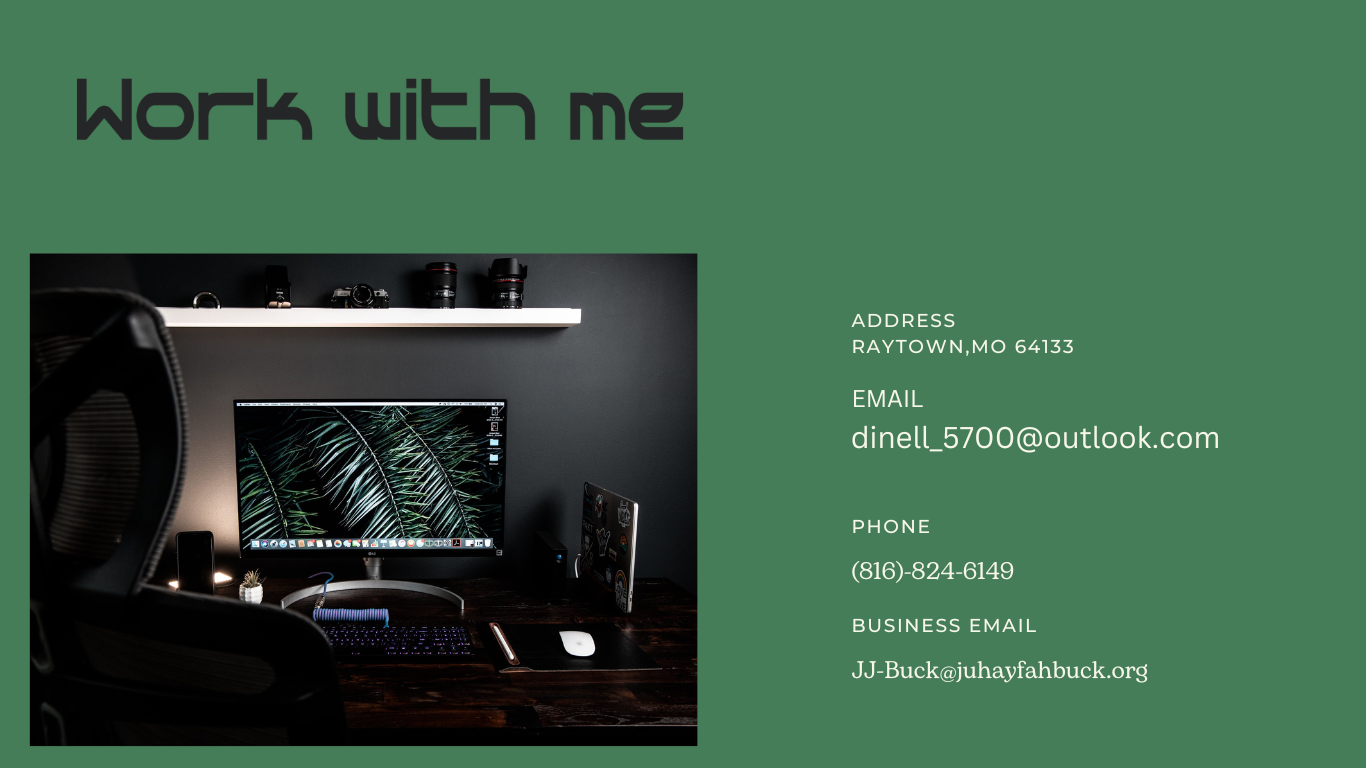 Work with me
ADDRESS
RAYTOWN,MO 64133
EMAIL
dinell_5700@outlook.com
PHONE
(816)-824-6149
BUSINESS EMAIL
JJ-Buck@juhayfahbuck.org